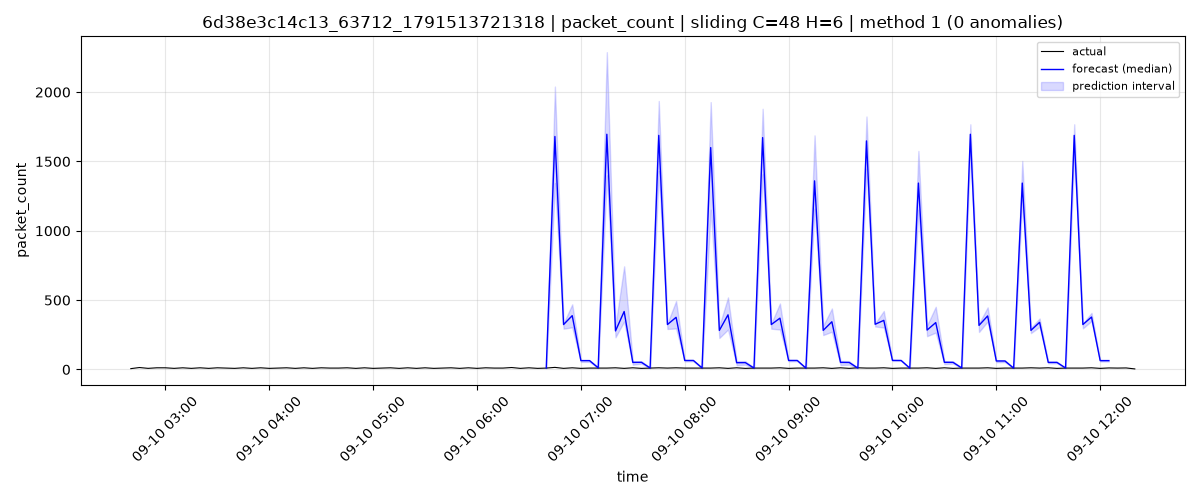 6d38e3c14c13_63712_1791513721318 | packet_count | sliding C=48 H=6 | method 1 (0 anomalies)
actual
forecast (median)
prediction interval
packet_count
2000
1500
1000
500
0
09-10 03:00
09-10 04:00
09-10 05:00
09-10 06:00
09-10 07:00
09-10 08:00
09-10 09:00
09-10 10:00
09-10 11:00
09-10 12:00
time